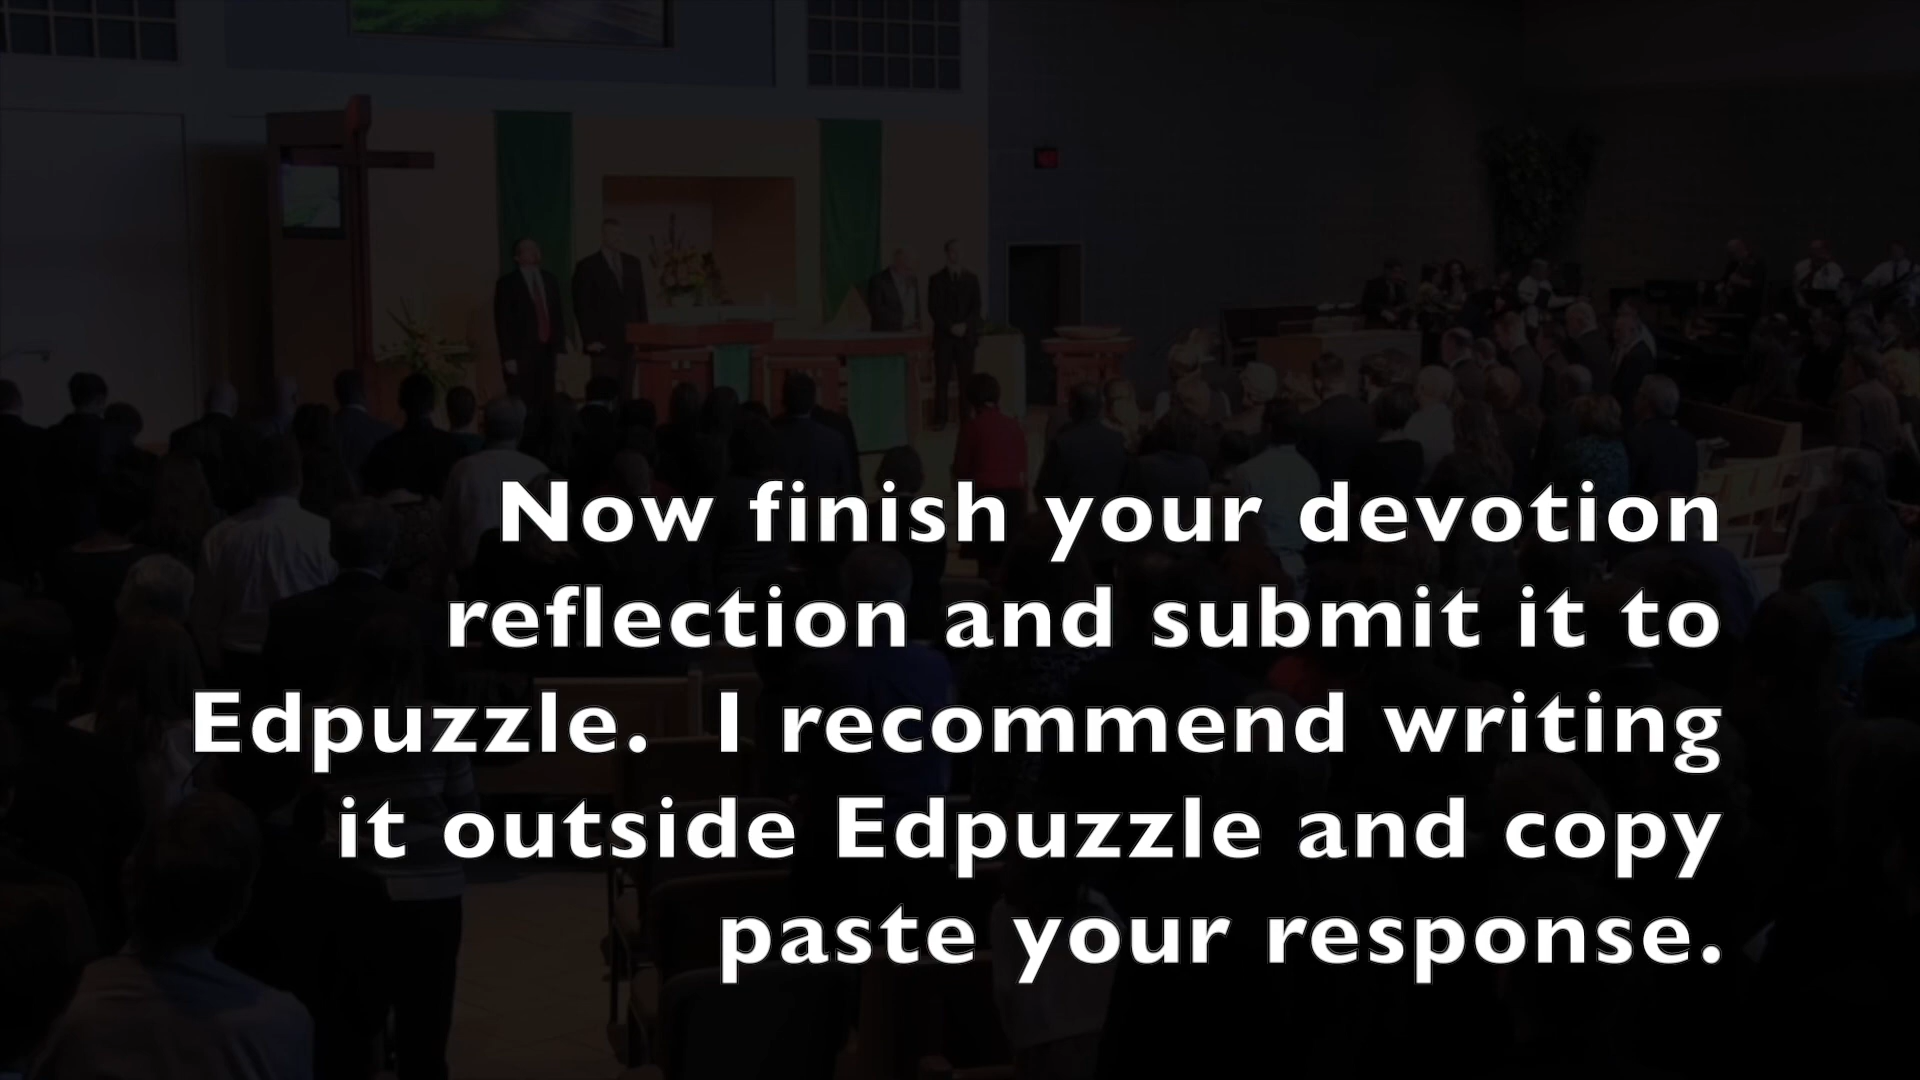 Now finish your devotion
reflection and submit it to
Edpuzzle.  I recommend writing
it outside Edpuzzle and copy
paste your response.